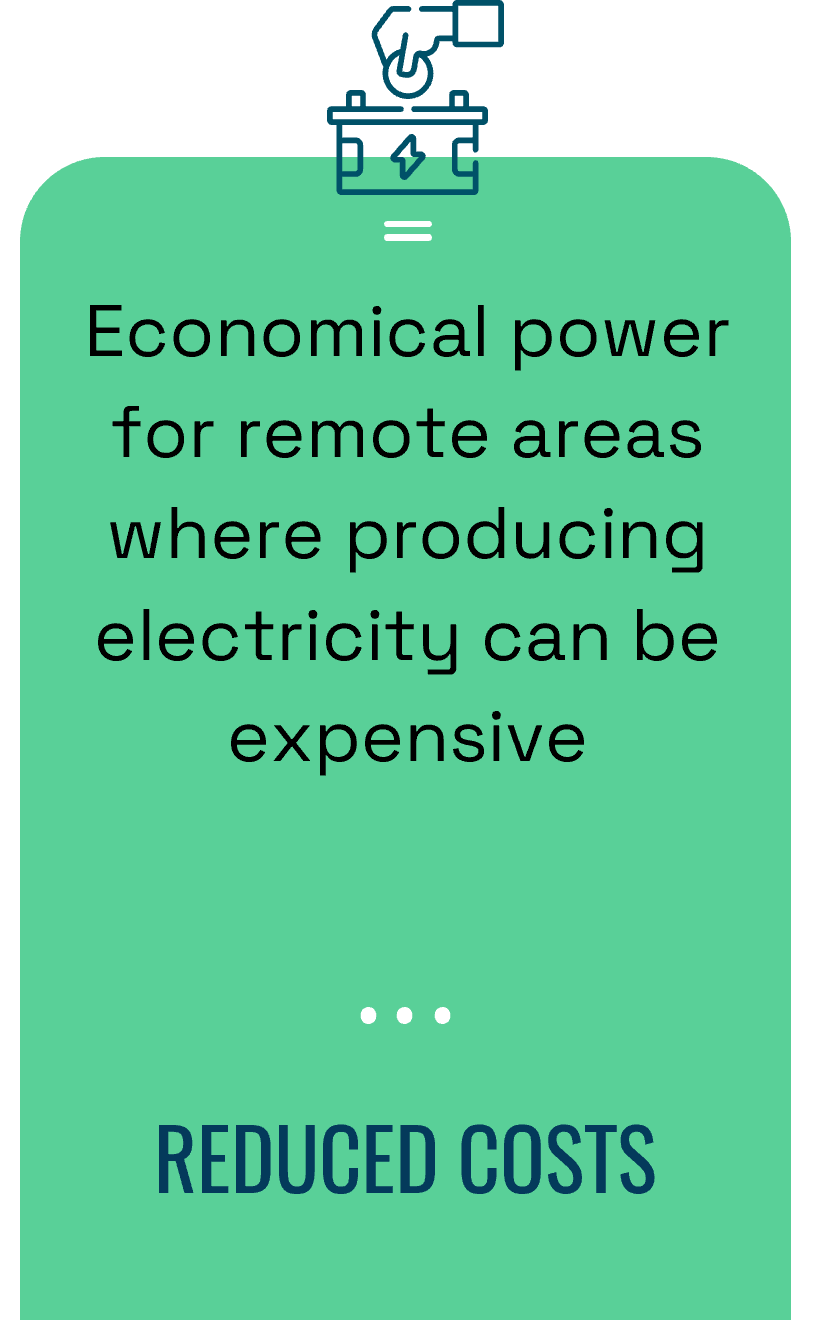 Economical power
for remote areas
where producing
electricity can be
expensive
REDUCED COSTS